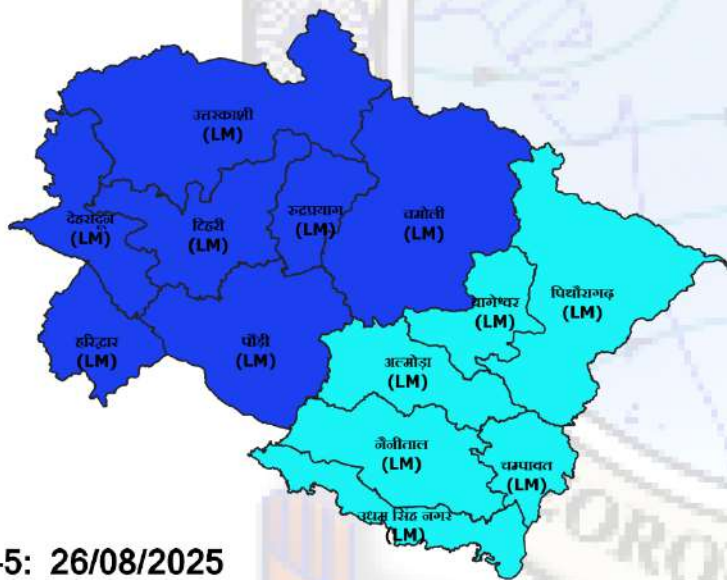 उत्तरकाशी
(LM)
देहरादून
(LM)
टिहरी
(LM)
रुद्रप्रयाग
(LM)
चमोली
(LM)
बागेश्वर
(LM)
पिथौरागढ़
(LM)
हरिद्वार
(LM)
पौड़ी
(LM)
अल्मोड़ा
(LM)
नैनीताल
(LM)
चम्पावत
(LM)
उधम सिंह नगर
(LM)
-5: 26/08/2025